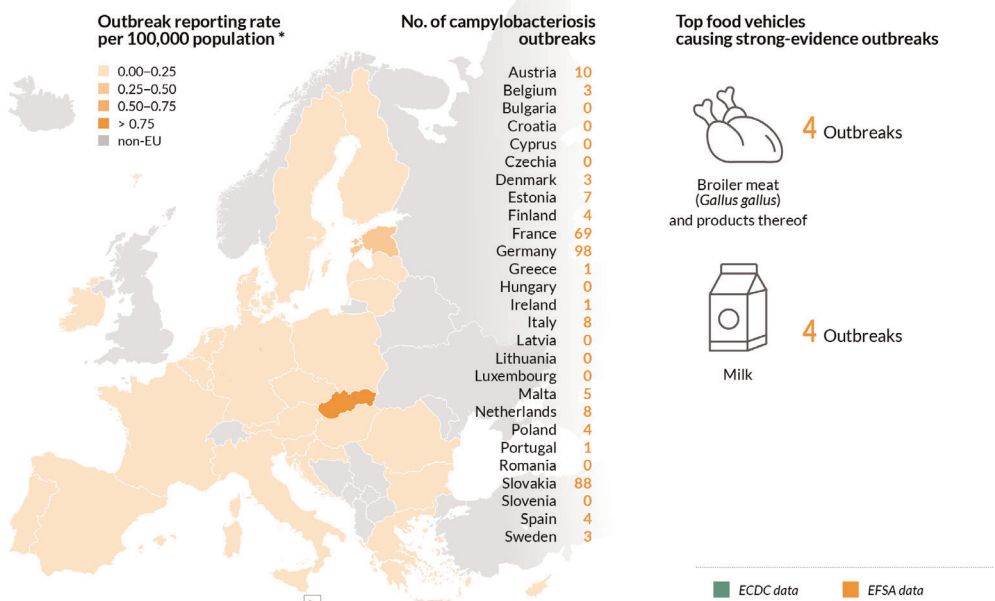 Outbreak reporting rate
per 100,000 population *
0.00–0.25
0.25–0.50
0.50–0.75
> 0.75
non-EU
No. of campylobacteriosis
outbreaks
Austria 10
Belgium 3
Bulgaria 0
Croatia 0
Cyprus 0
Czechia 0
Denmark 3
Estonia 7
Finland 4
France 69
Germany 98
Greece 1
Hungary 0
Ireland 1
Italy 8
Latvia 0
Lithuania 0
Luxembourg 0
Malta 5
Netherlands 8
Poland 4
Portugal 1
Romania 0
Slovakia 88
Slovenia 0
Spain 4
Sweden 3
Top food vehicles
causing strong-evidence outbreaks
4 Outbreaks
Broiler meat
(Gallus gallus)
and products thereof
4 Outbreaks
Milk
ECDC data
EFSA data